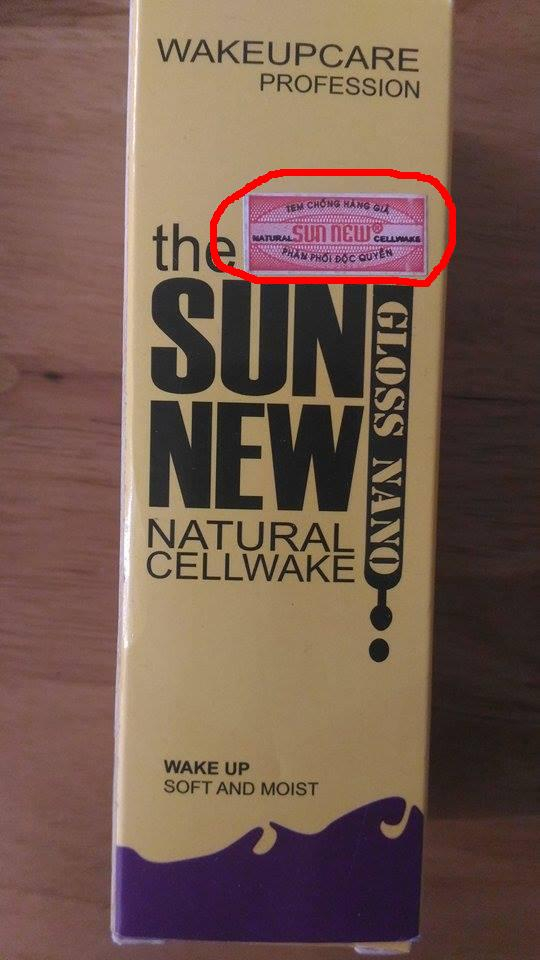 WAKEUPCARE
PROFESSION
TEM CHỐNG HÀNG GIẢ
NATURAL SUN NEW® CELLWAKE
PHÂN PHỐI ĐỘC QUYỀN
the
SUN
NEW
GLOSS NANO
NATURAL
CELLWAKE
WAKE UP
SOFT AND MOIST